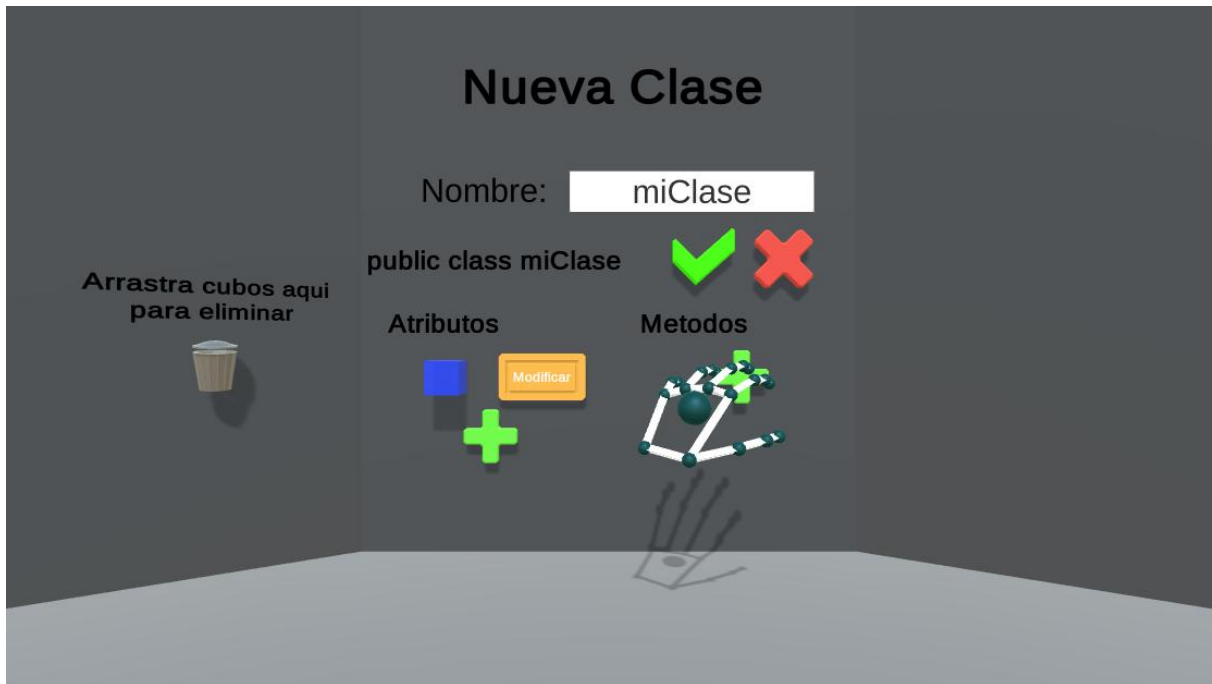 Nueva Clase
Nombre: miClase
public class miClase
Arrastra cubos aqui
para eliminar
Atributos
Metodos
Modificar